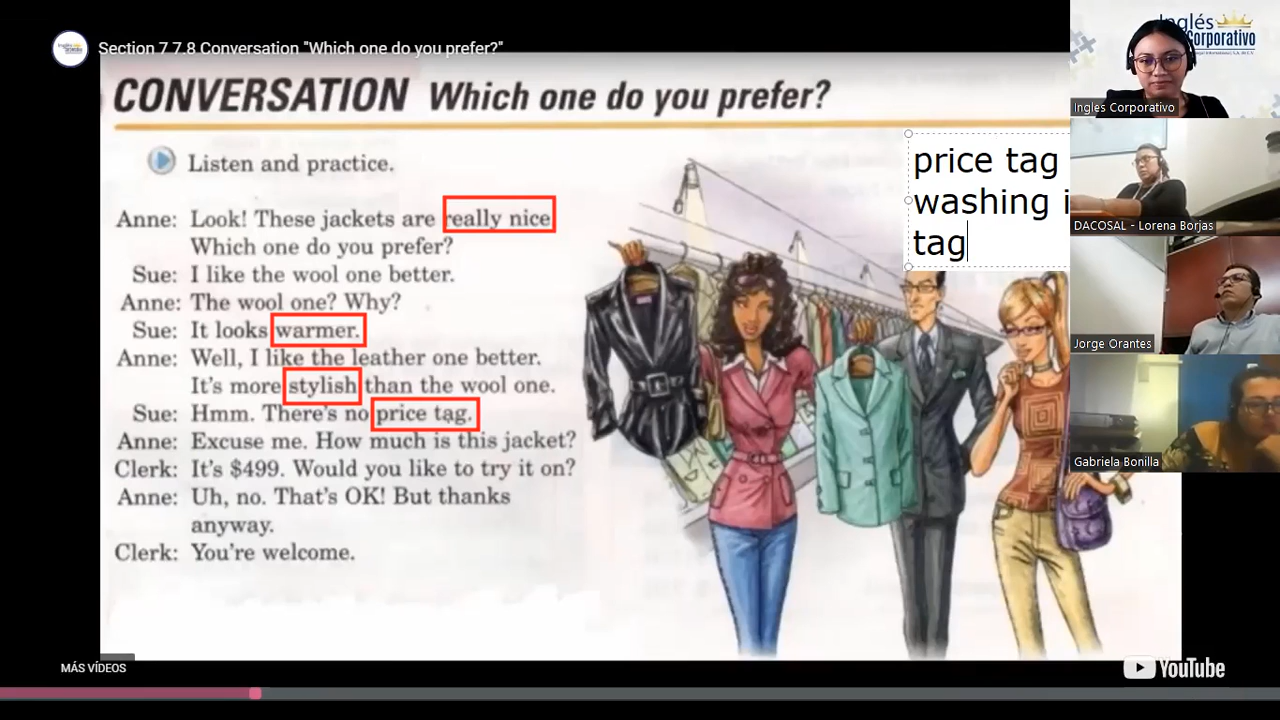 Section 7 7.8 Conversation "Which one do you prefer?"
CONVERSATION Which one do you prefer?
Listen and practice.
Anne: Look! These jackets are really nice
Which one do you prefer?
Sue: I like the wool one better.
Anne: The wool one? Why?
Sue: It looks warmer.
Anne: Well, I like the leather one better.
It's more stylish than the wool one.
Sue: Hmm. There's no price tag.
Anne: Excuse me. How much is this jacket?
Clerk: It's $499. Would you like to try it on?
Anne: Uh, no. That's OK! But thanks
anyway.
Clerk: You're welcome.
price tag
washing
tag
Inglés
Corporativo
Ingles Corporativo
DACOSAL - Lorena Borjas
Jorge Orantes
Gabriela Bonilla
MÁS VÍDEOS
YouTube